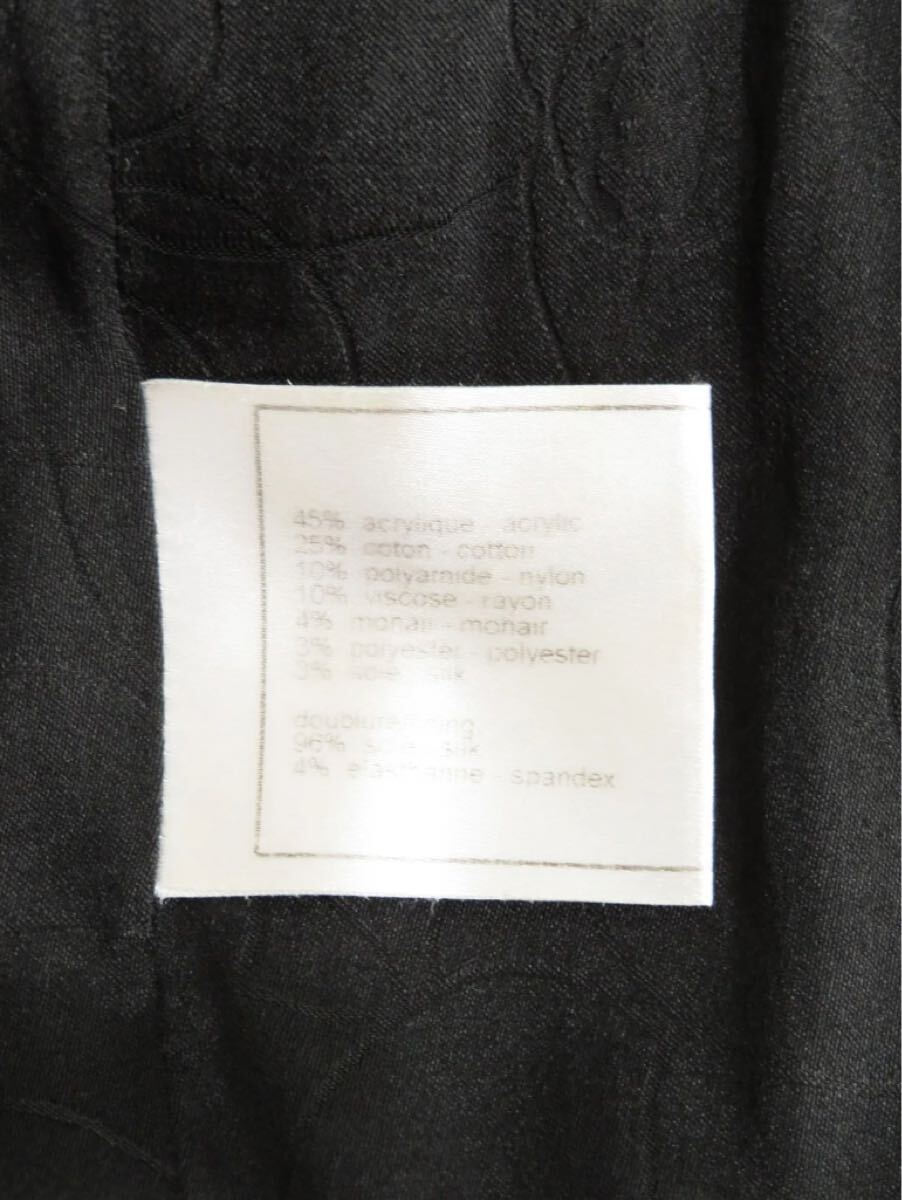 45% acrylique - acrylic
25% coton - cotton
10% polyamide - nylon
10% viscose - rayon
4% mohair - mohair
3% polyester - polyester
3% soie - silk
doublure - lining
96% soie - silk
4% elasthanne - spandex